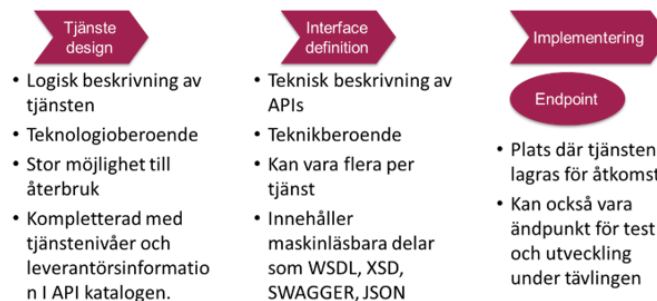 Tjänste
design
• Logisk beskrivning av
tjänsten
• Teknologioberoende
• Stor möjlighet till
återbruk
• Kompletterad med
tjänstenivåer och
leverantörsinformatio
n I API katalogen.
Interface
definition
• Teknisk beskrivning av
APIs
• Teknikberoende
• Kan vara flera per
tjänst
• Innehåller
maskinläsbara delar
som WSDL, XSD,
SWAGGER, JSON
Implementering
Endpoint
• Plats där tjänsten
lagras för åtkomst
• Kan också vara
ändpunkt för test
och utveckling
under tävlingen